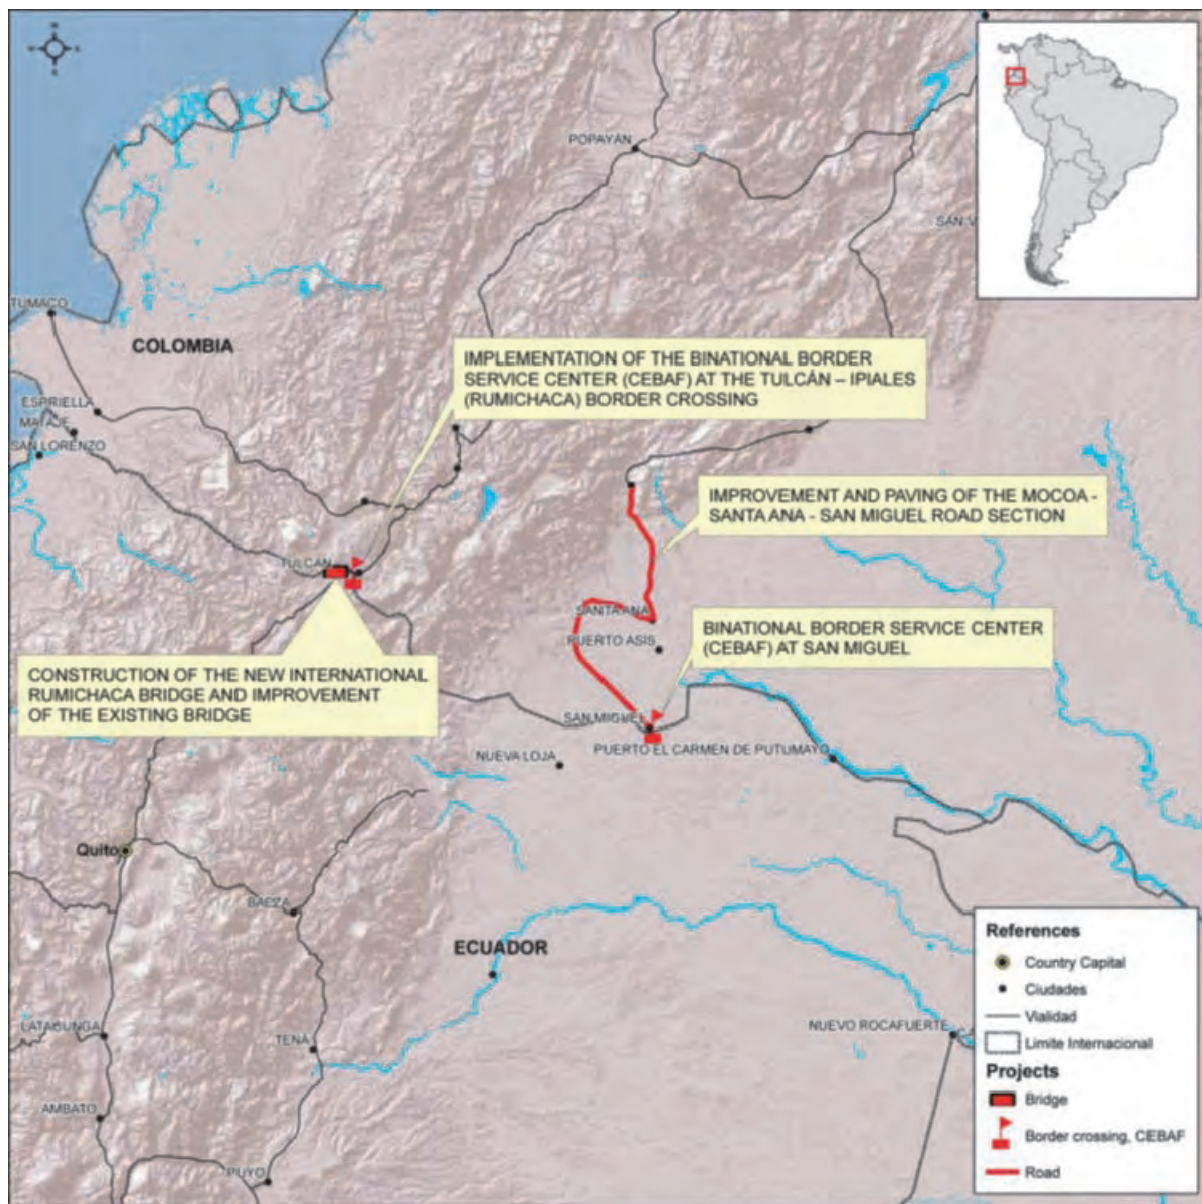 POPAYÁN
TUMACO
COLOMBIA
IMPLEMENTATION OF THE BINATIONAL BORDER
SERVICE CENTER (CEBAF) AT THE TULCÁN – IPIALES
(RUMICHACA) BORDER CROSSING
ESPRIELLA
MATAJE
SAN LORENZO
IMPROVEMENT AND PAVING OF THE MOCOA -
SANTA ANA - SAN MIGUEL ROAD SECTION
TULCÁN
SANTA ANA
PUERTO ASIS
BINATIONAL BORDER SERVICE CENTER
(CEBAF) AT SAN MIGUEL
CONSTRUCTION OF THE NEW INTERNATIONAL
RUMICHACA BRIDGE AND IMPROVEMENT
OF THE EXISTING BRIDGE
SAN MIGUEL
PUERTO EL CARMEN DE PUTUMAYO
NUEVA LOJA
Quito
BAEZA
ECUADOR
LATACUNGA
TENA
NUEVO ROCAFUERTE
AMBATO
PUYO
References
Country Capital
Ciudades
Vialidad
Limite Internacional
Projects
Bridge
Border crossing, CEBAF
Road